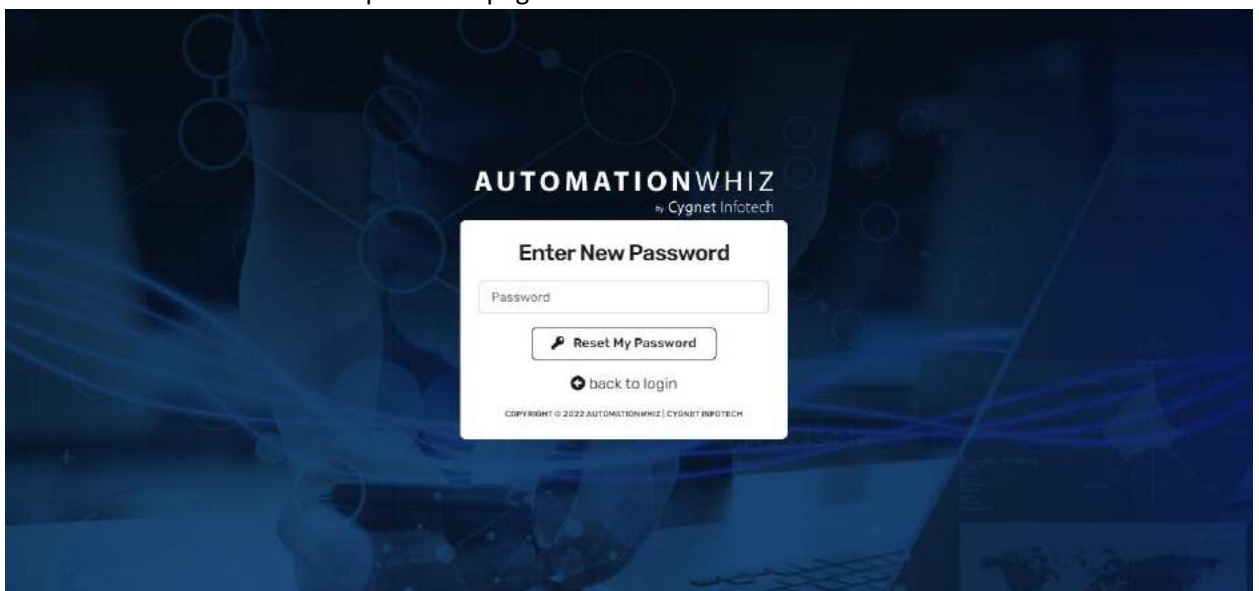 AUTOMATIONWHIZ
by Cygnet Infotech
Enter New Password
Password
Reset My Password
back to login
COPYRIGHT © 2022 AUTOMATIONWHIZ | CYGNET INFOTECH